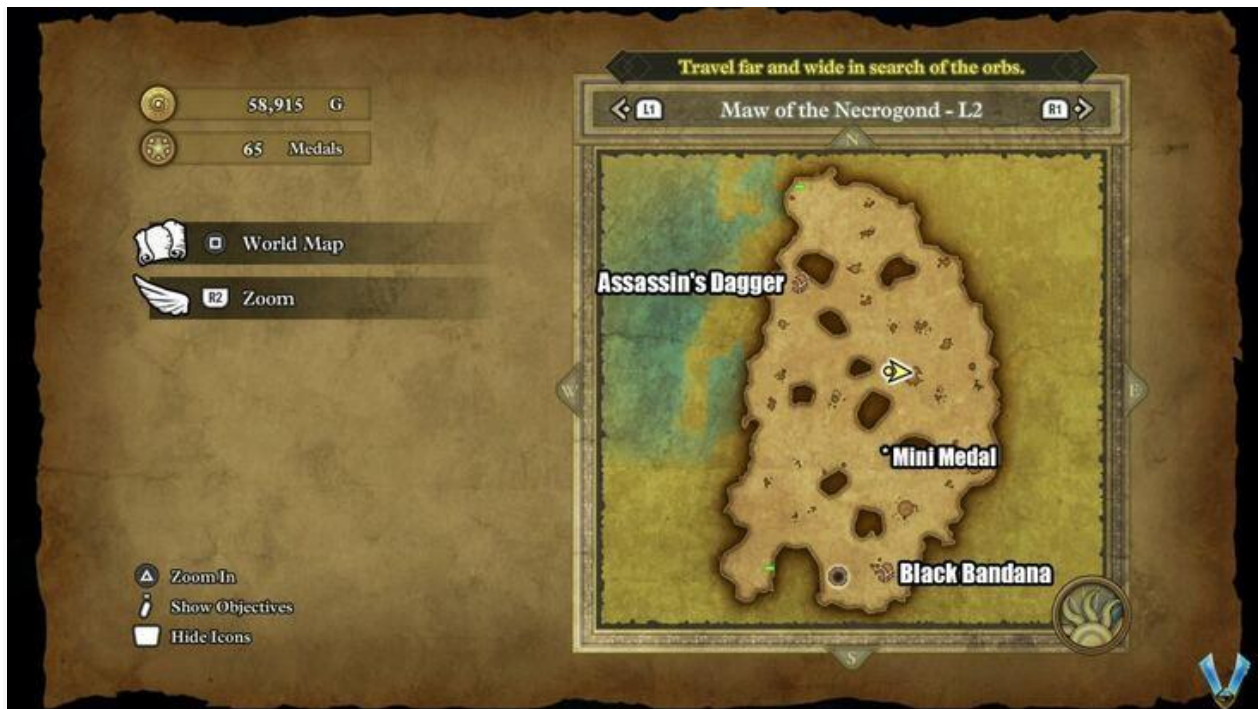 58,915 G
65 Medals
World Map
R2 Zoom
Zoom In
Show Objectives
Hide Icons
Travel far and wide in search of the orbs.
L1 Maw of the Necrogond - L2 R1
N
Assassin's Dagger
W
E
Mini Medal
Black Bandana
S